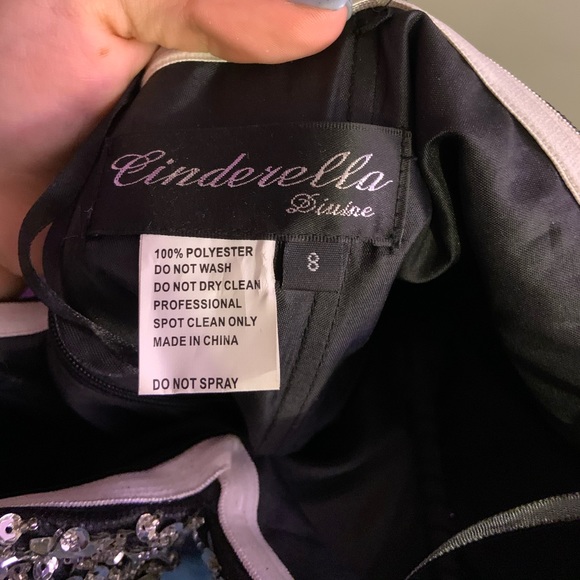 Cinderella
Divine
8
100% POLYESTER
DO NOT WASH
DO NOT DRY CLEAN
PROFESSIONAL
SPOT CLEAN ONLY
MADE IN CHINA
DO NOT SPRAY